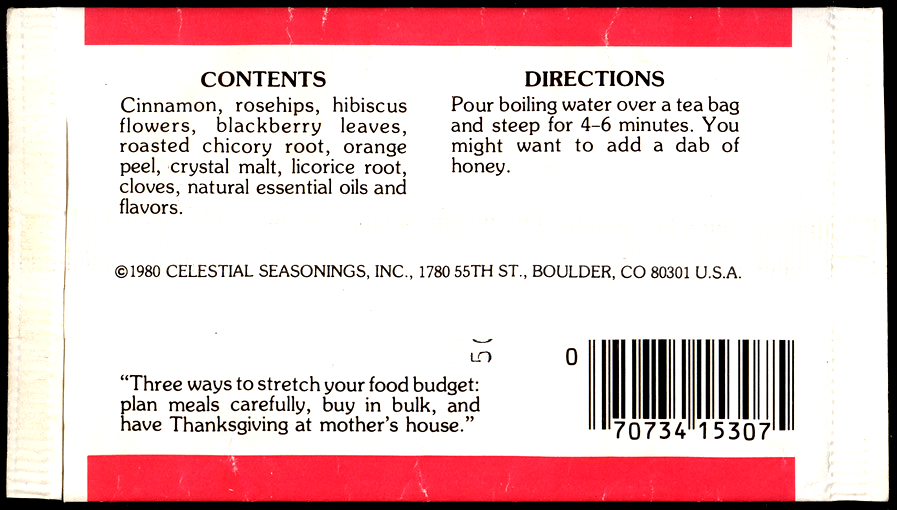 CONTENTS
Cinnamon, rosehips, hibiscus
flowers, blackberry leaves,
roasted chicory root, orange
peel, crystal malt, licorice root,
cloves, natural essential oils and
flavors.
DIRECTIONS
Pour boiling water over a tea bag
and steep for 4–6 minutes. You
might want to add a dab of
honey.
©1980 CELESTIAL SEASONINGS, INC., 1780 55TH ST., BOULDER, CO 80301 U.S.A.
“Three ways to stretch your food budget:
plan meals carefully, buy in bulk, and
have Thanksgiving at mother’s house.”
0 70734 15307